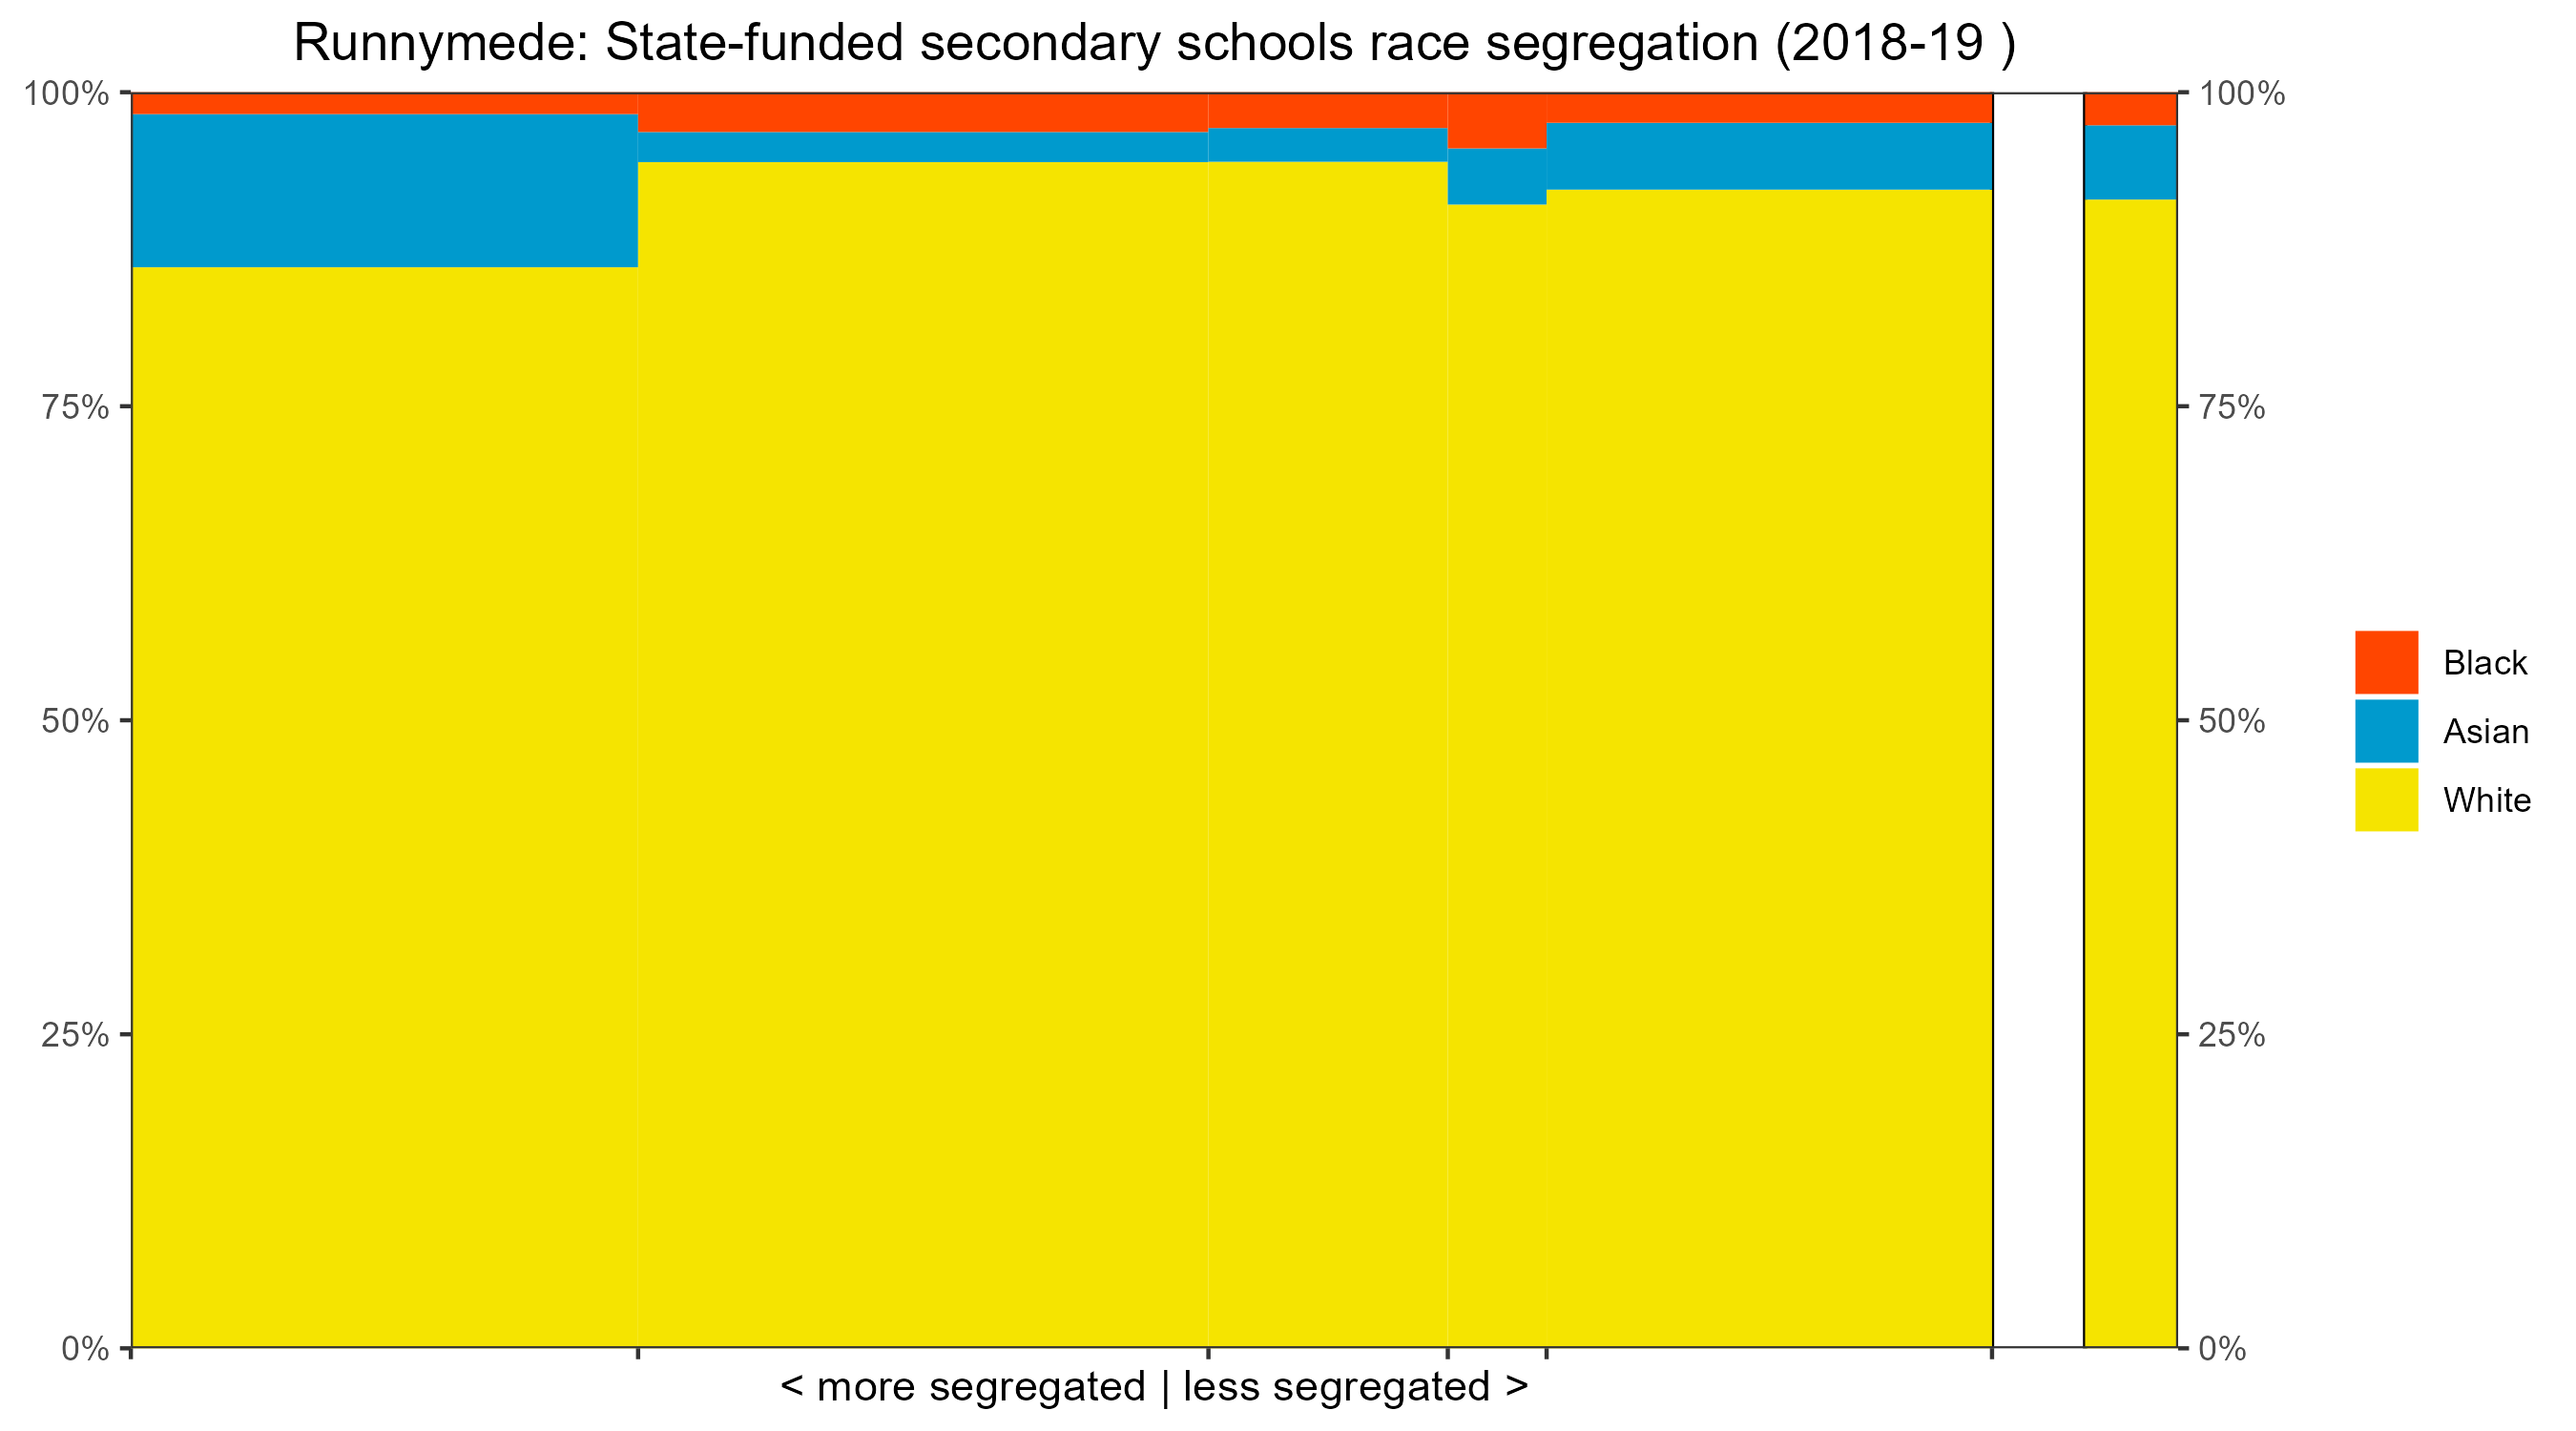 Runnymede: State-funded secondary schools race segregation (2018-19 )
100%
75%
50%
25%
0%
100%
75%
50%
25%
0%
Black
Asian
White
< more segregated | less segregated >